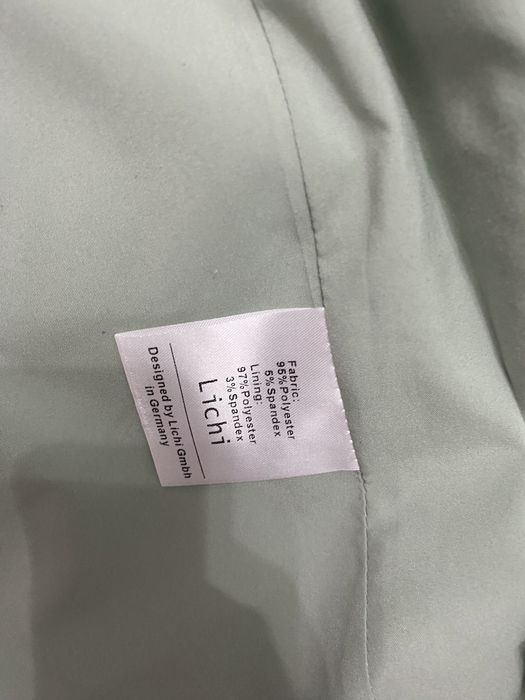 Fabric:
95%Polyester
5%Spandex
Lining:
97%Polyester
3%Spandex
Lichi
Designed by Lichi Gmbh
in Germany